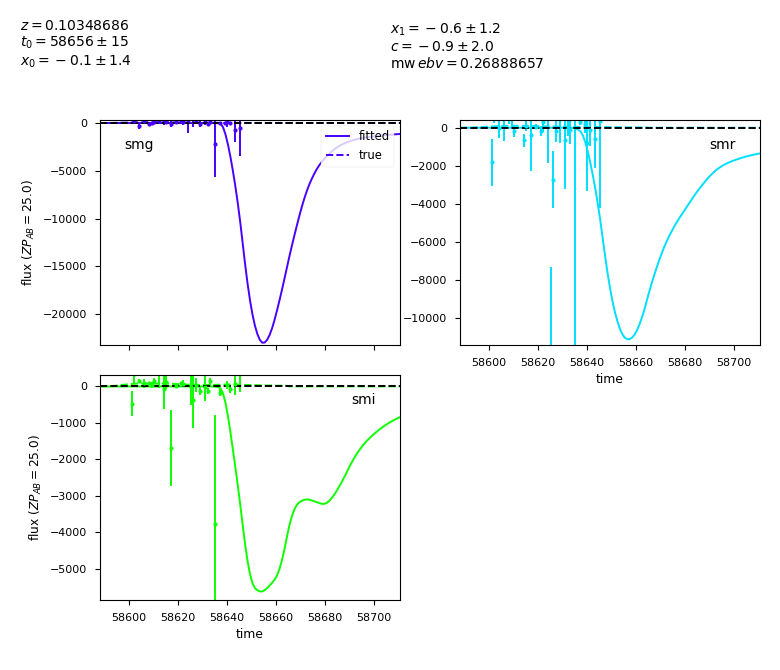 z = 0.10348686
t0 = 58656 ± 15
x0 = −0.1 ± 1.4
x1 = −0.6 ± 1.2
c = −0.9 ± 2.0
mw ebv = 0.26888657
smg
fitted
true
0
−5000
−10000
−15000
−20000
flux (ZP_AB = 25.0)
smr
0
−2000
−4000
−6000
−8000
−10000
58600 58620 58640 58660 58680 58700
time
smi
0
−1000
−2000
−3000
−4000
−5000
flux (ZP_AB = 25.0)
58600 58620 58640 58660 58680 58700
time